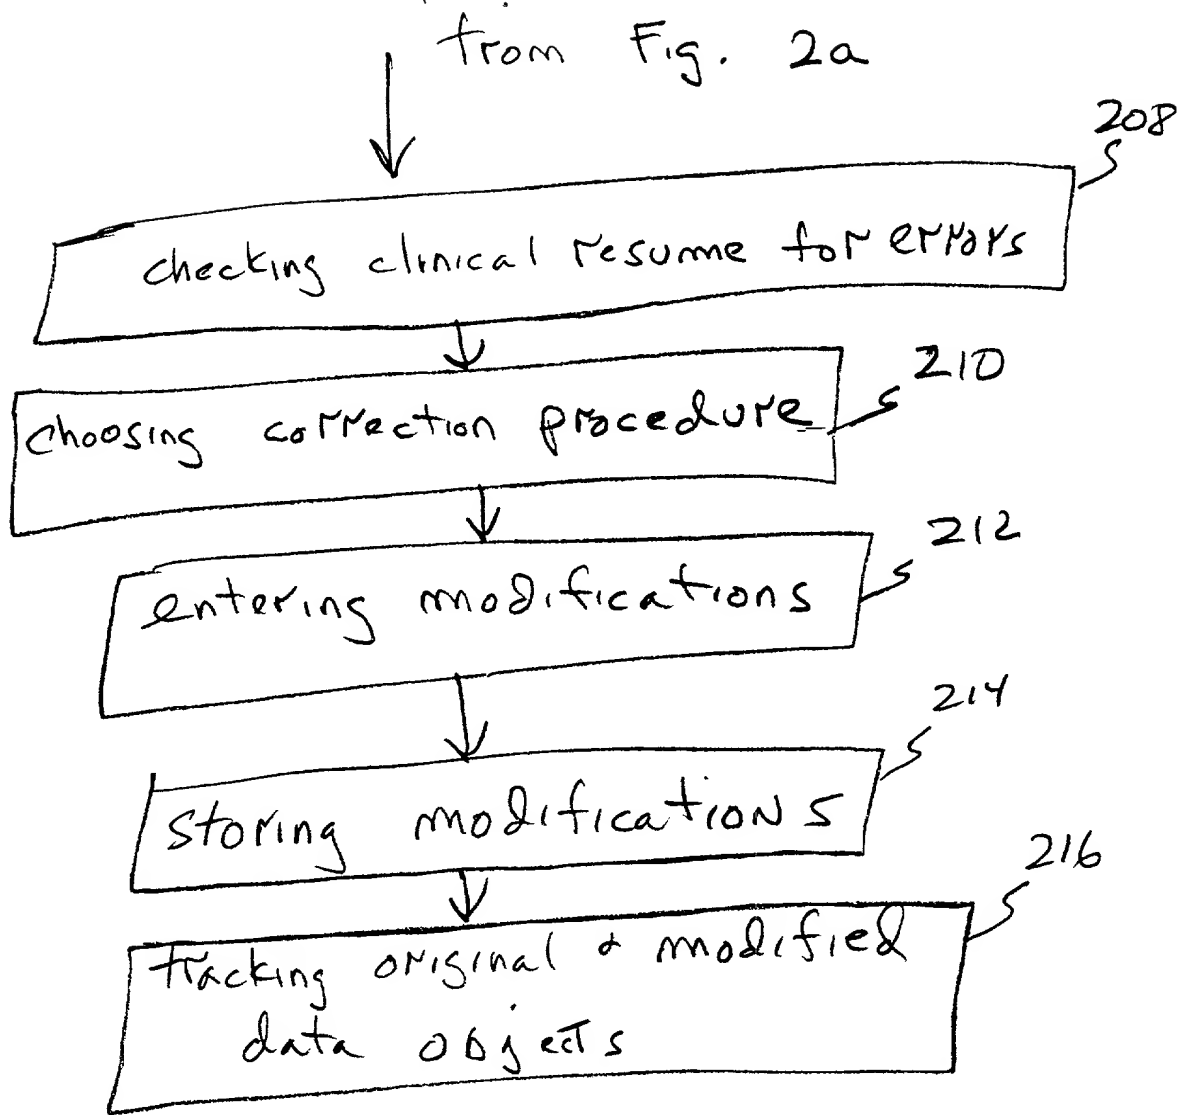 from Fig. 2a
208
checking clinical resume for errors
210
choosing correction procedure
212
entering modifications
214
storing modifications
216
tracking original & modified
data objects